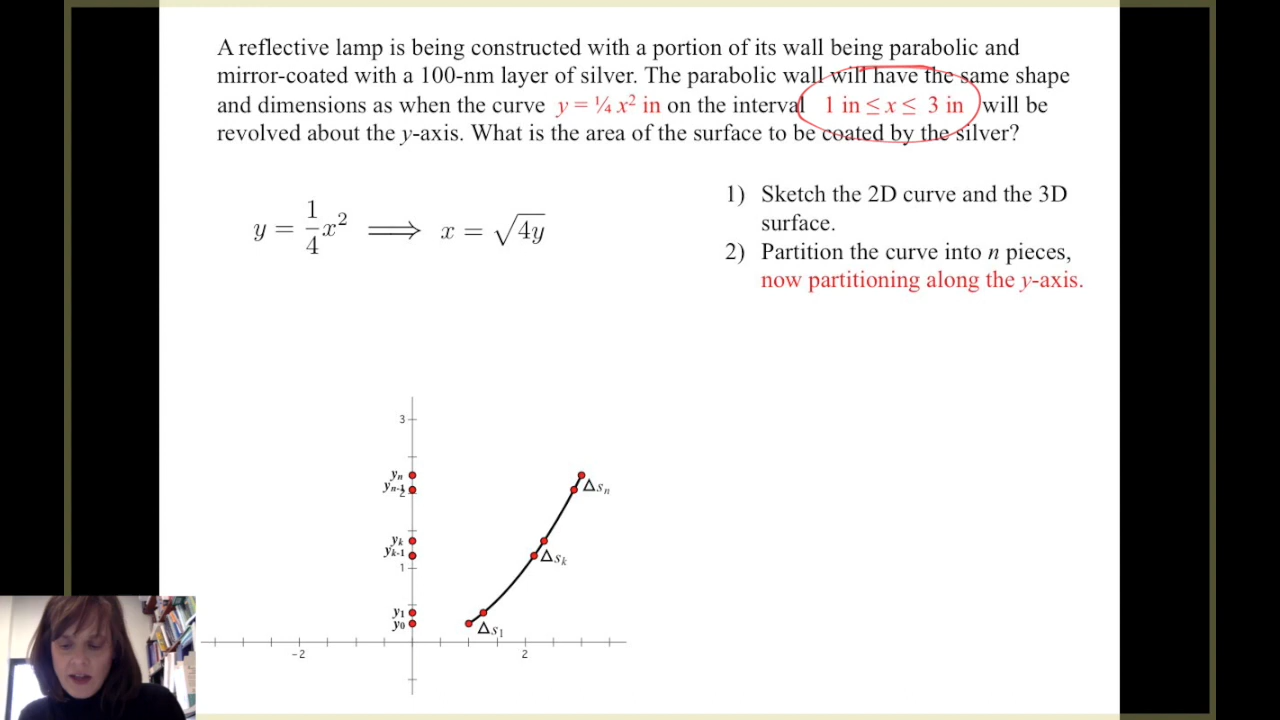 A reflective lamp is being constructed with a portion of its wall being parabolic and
mirror-coated with a 100-nm layer of silver. The parabolic wall will have the same shape
and dimensions as when the curve y = ¼ x² in on the interval 1 in ≤ x ≤ 3 in will be
revolved about the y-axis. What is the area of the surface to be coated by the silver?
1) Sketch the 2D curve and the 3D
surface.
2) Partition the curve into n pieces,
now partitioning along the y-axis.
y = 1/4 x² ⟹ x = √4y
3
yₙ
yₙ₋₁
2
Δsₙ
yₖ
yₖ₋₁
Δsₖ
1
y₁
y₀
Δs₁
-2
2